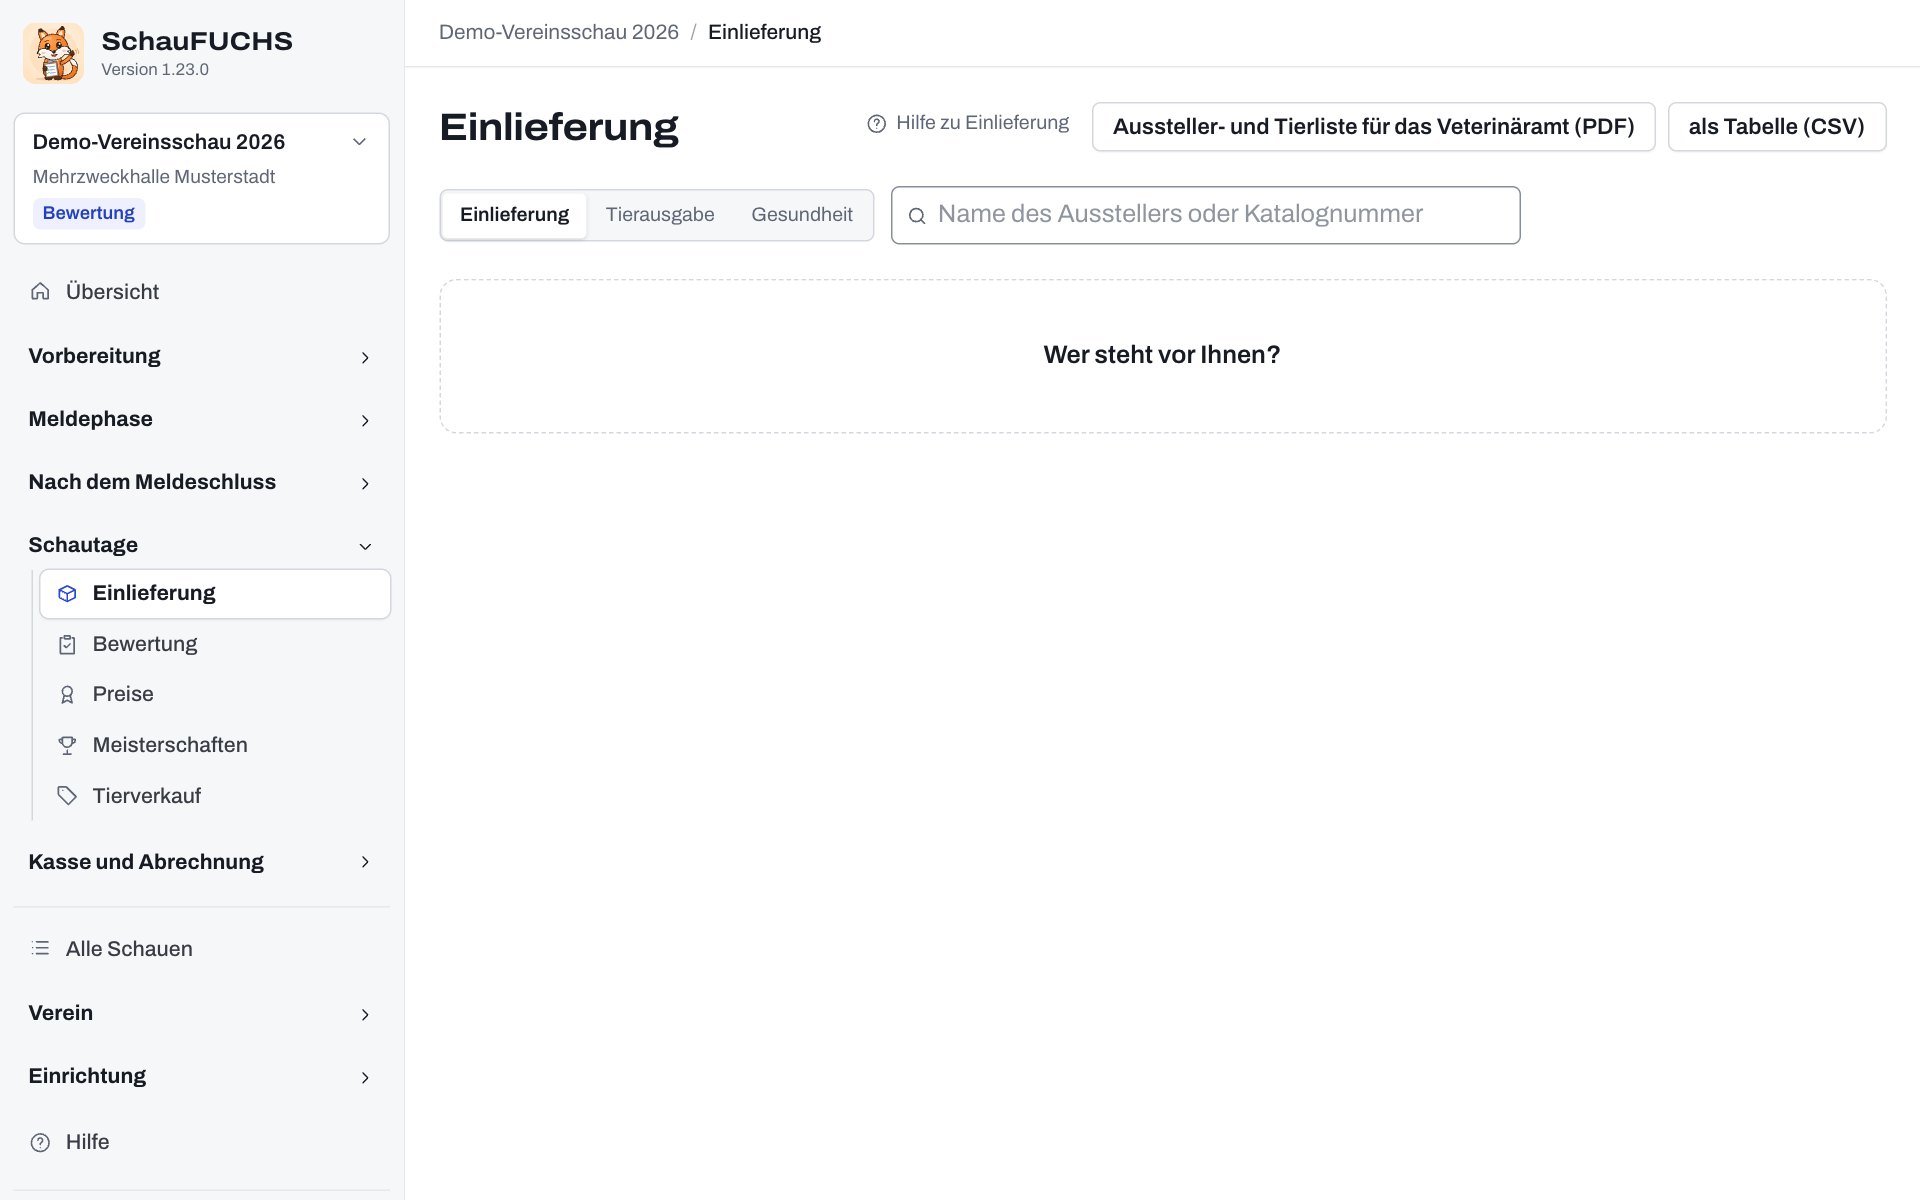 SchauFUCHS
Version 1.23.0
Demo-Vereinsschau 2026
Mehrzweckhalle Musterstadt
Bewertung
Übersicht
Vorbereitung
Meldephase
Nach dem Meldeschluss
Schautage
Einlieferung
Bewertung
Preise
Meisterschaften
Tierverkauf
Kasse und Abrechnung
Alle Schauen
Verein
Einrichtung
Hilfe
Demo-Vereinsschau 2026 / Einlieferung
Einlieferung
Hilfe zu Einlieferung
Aussteller- und Tierliste für das Veterinäramt (PDF)
als Tabelle (CSV)
Einlieferung Tierausgabe Gesundheit
Name des Ausstellers oder Katalognummer
Wer steht vor Ihnen?